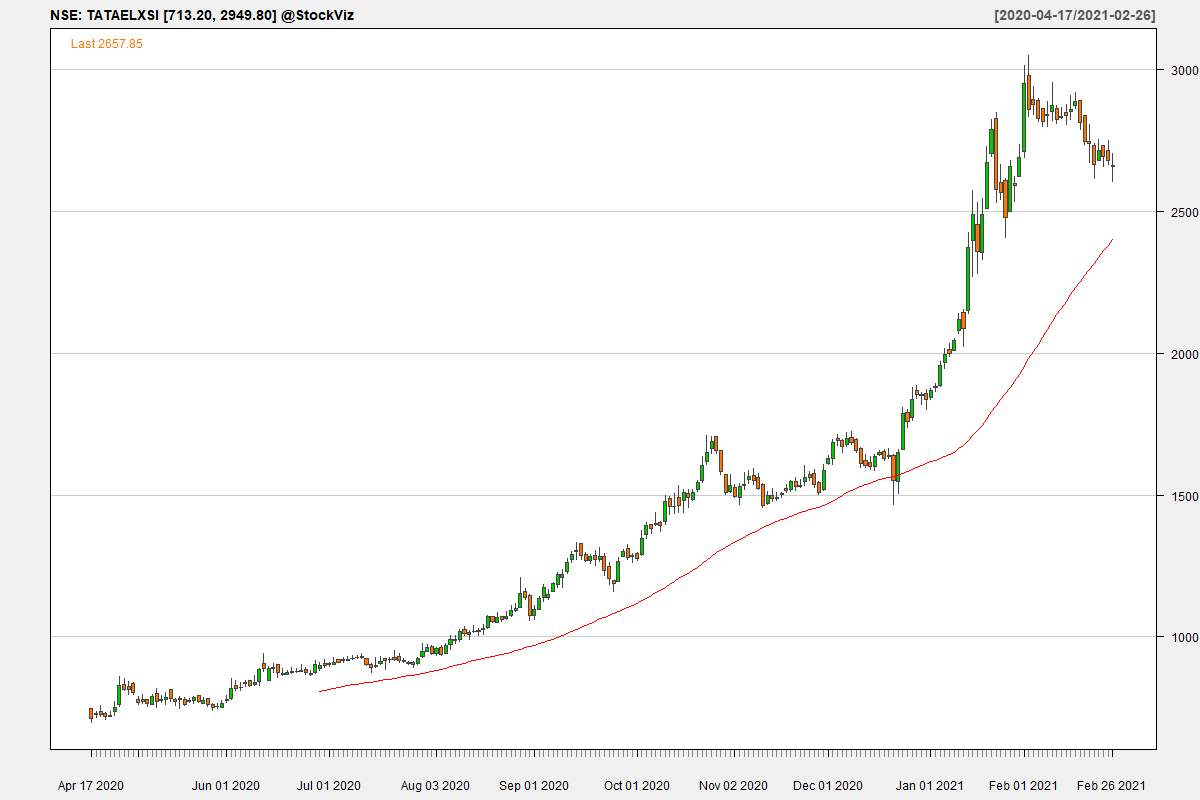 NSE: TATAELXSI [713.20, 2949.80] @StockViz [2020-04-17/2021-02-26]
Last 2657.85
3000
2500
2000
1500
1000
Apr 17 2020 Jun 01 2020 Jul 01 2020 Aug 03 2020 Sep 01 2020 Oct 01 2020 Nov 02 2020 Dec 01 2020 Jan 01 2021 Feb 01 2021 Feb 26 2021